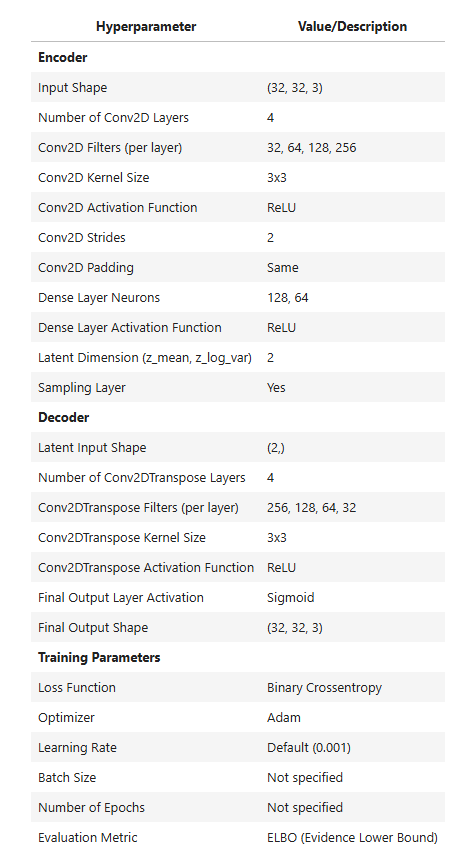 Hyperparameter Value/Description
Encoder
Input Shape (32, 32, 3)
Number of Conv2D Layers 4
Conv2D Filters (per layer) 32, 64, 128, 256
Conv2D Kernel Size 3x3
Conv2D Activation Function ReLU
Conv2D Strides 2
Conv2D Padding Same
Dense Layer Neurons 128, 64
Dense Layer Activation Function ReLU
Latent Dimension (z_mean, z_log_var) 2
Sampling Layer Yes
Decoder
Latent Input Shape (2,)
Number of Conv2DTranspose Layers 4
Conv2DTranspose Filters (per layer) 256, 128, 64, 32
Conv2DTranspose Kernel Size 3x3
Conv2DTranspose Activation Function ReLU
Final Output Layer Activation Sigmoid
Final Output Shape (32, 32, 3)
Training Parameters
Loss Function Binary Crossentropy
Optimizer Adam
Learning Rate Default (0.001)
Batch Size Not specified
Number of Epochs Not specified
Evaluation Metric ELBO (Evidence Lower Bound)